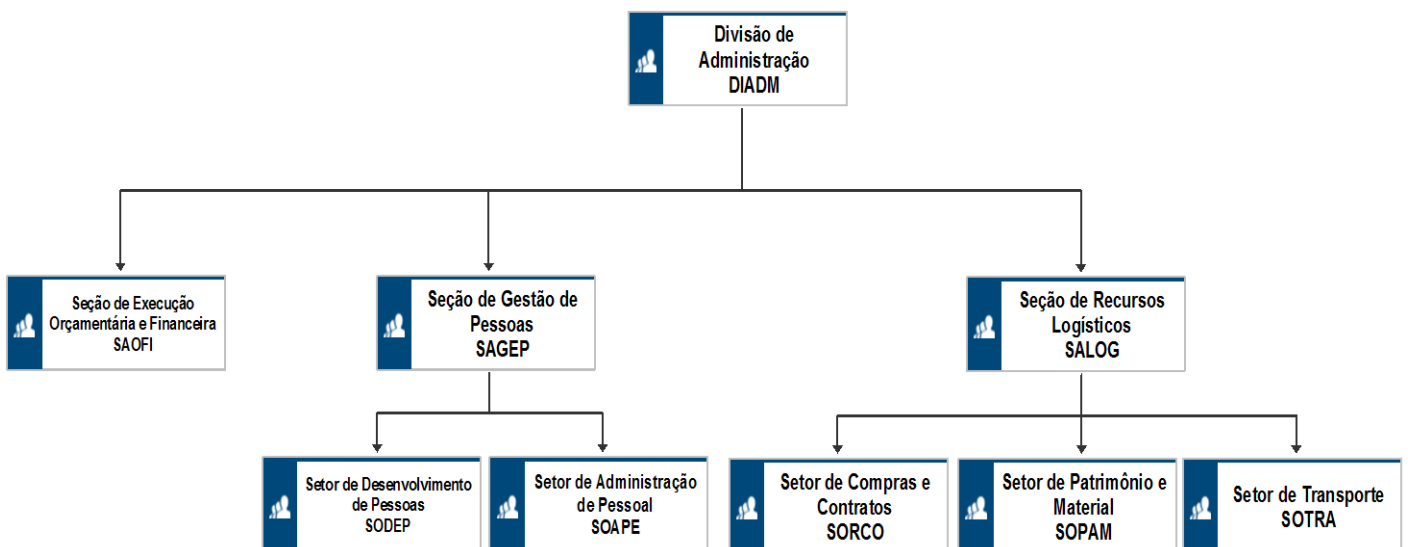 Divisão de
Administração
DIADM
Seção de Execução
Orçamentária e Financeira
SAOFI
Seção de Gestão de
Pessoas
SAGEP
Seção de Recursos
Logísticos
SALOG
Setor de Desenvolvimento
de Pessoas
SODEP
Setor de Administração
de Pessoal
SOAPE
Setor de Compras e
Contratos
SORCO
Setor de Patrimônio e
Material
SOPAM
Setor de Transporte
SOTRA